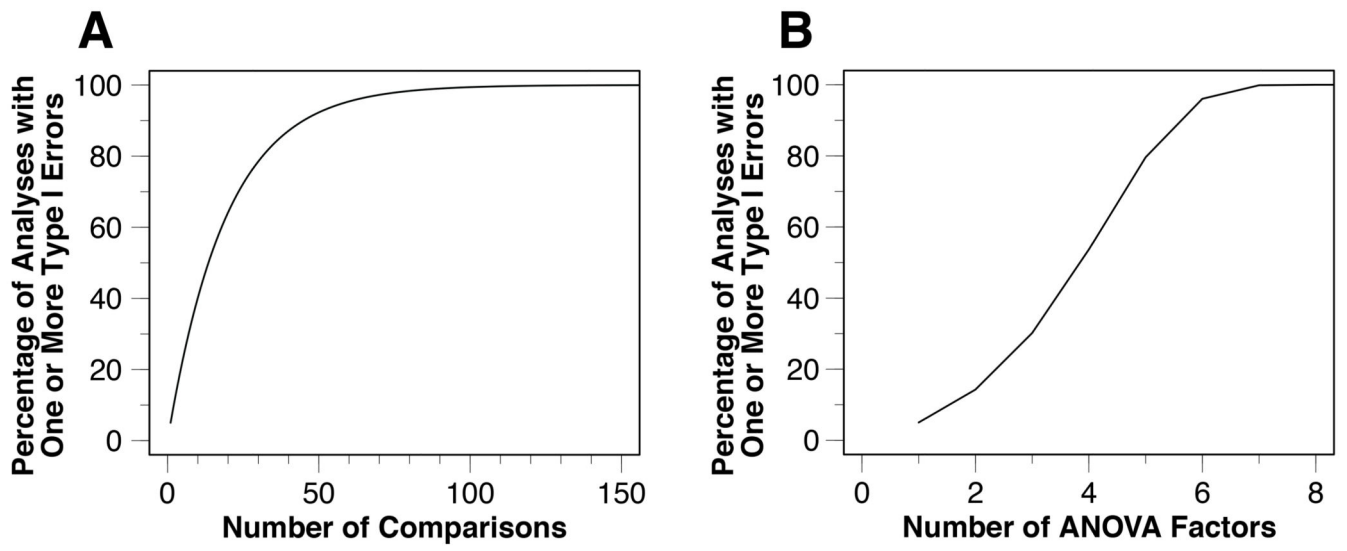 A
Percentage of Analyses with
One or More Type I Errors
100
80
60
40
20
0
0 50 100 150
Number of Comparisons
B
Percentage of Analyses with
One or More Type I Errors
100
80
60
40
20
0
0 2 4 6 8
Number of ANOVA Factors